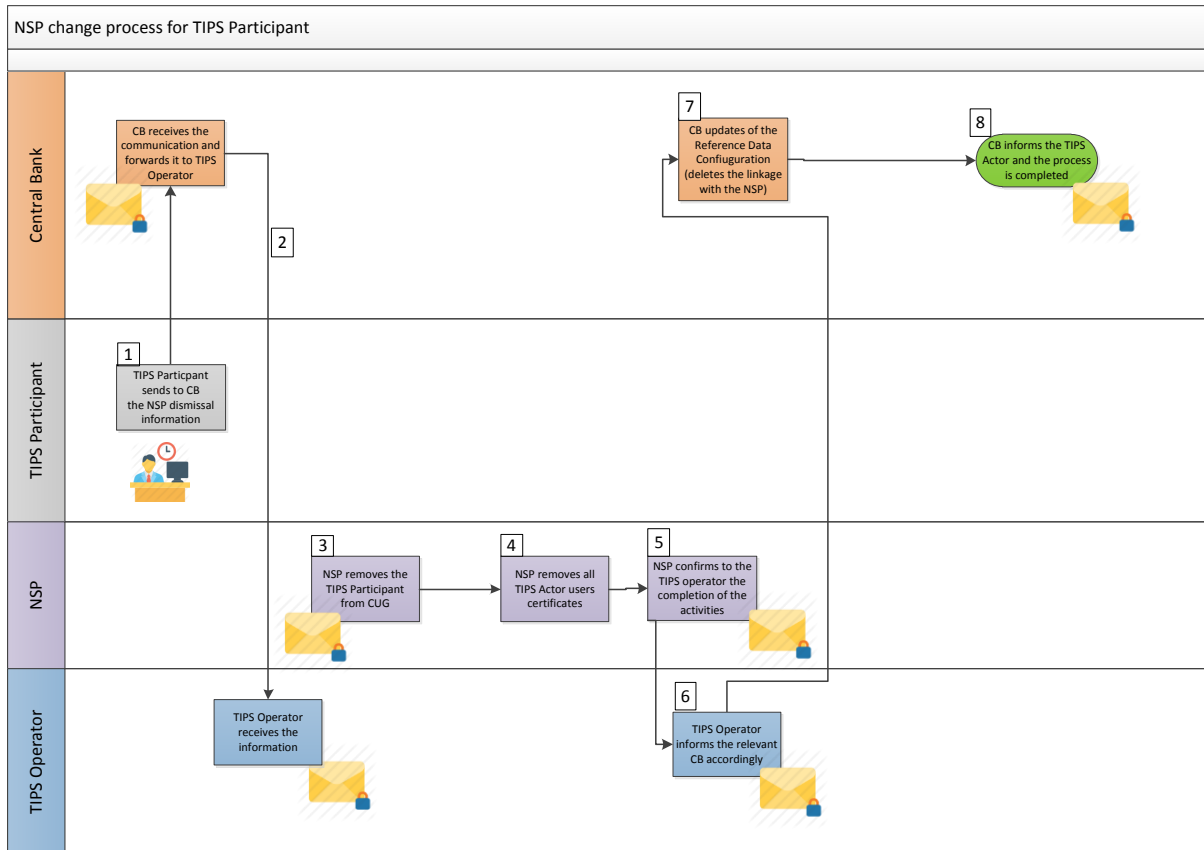 NSP change process for TIPS Participant
Central Bank
CB receives the
communication and
forwards it to TIPS
Operator
2
7
CB updates of the
Reference Data
Confiuguration
(deletes the linkage
with the NSP)
8
CB informs the TIPS
Actor and the process
is completed
TIPS Participant
1
TIPS Particpant
sends to CB
the NSP dismissal
information
NSP
3
NSP removes the
TIPS Participant
from CUG
4
NSP removes all
TIPS Actor users
certificates
5
NSP confirms to the
TIPS operator the
completion of the
activities
TIPS Operator
TIPS Operator
receives the
information
6
TIPS Operator
informs the relevant
CB accordingly